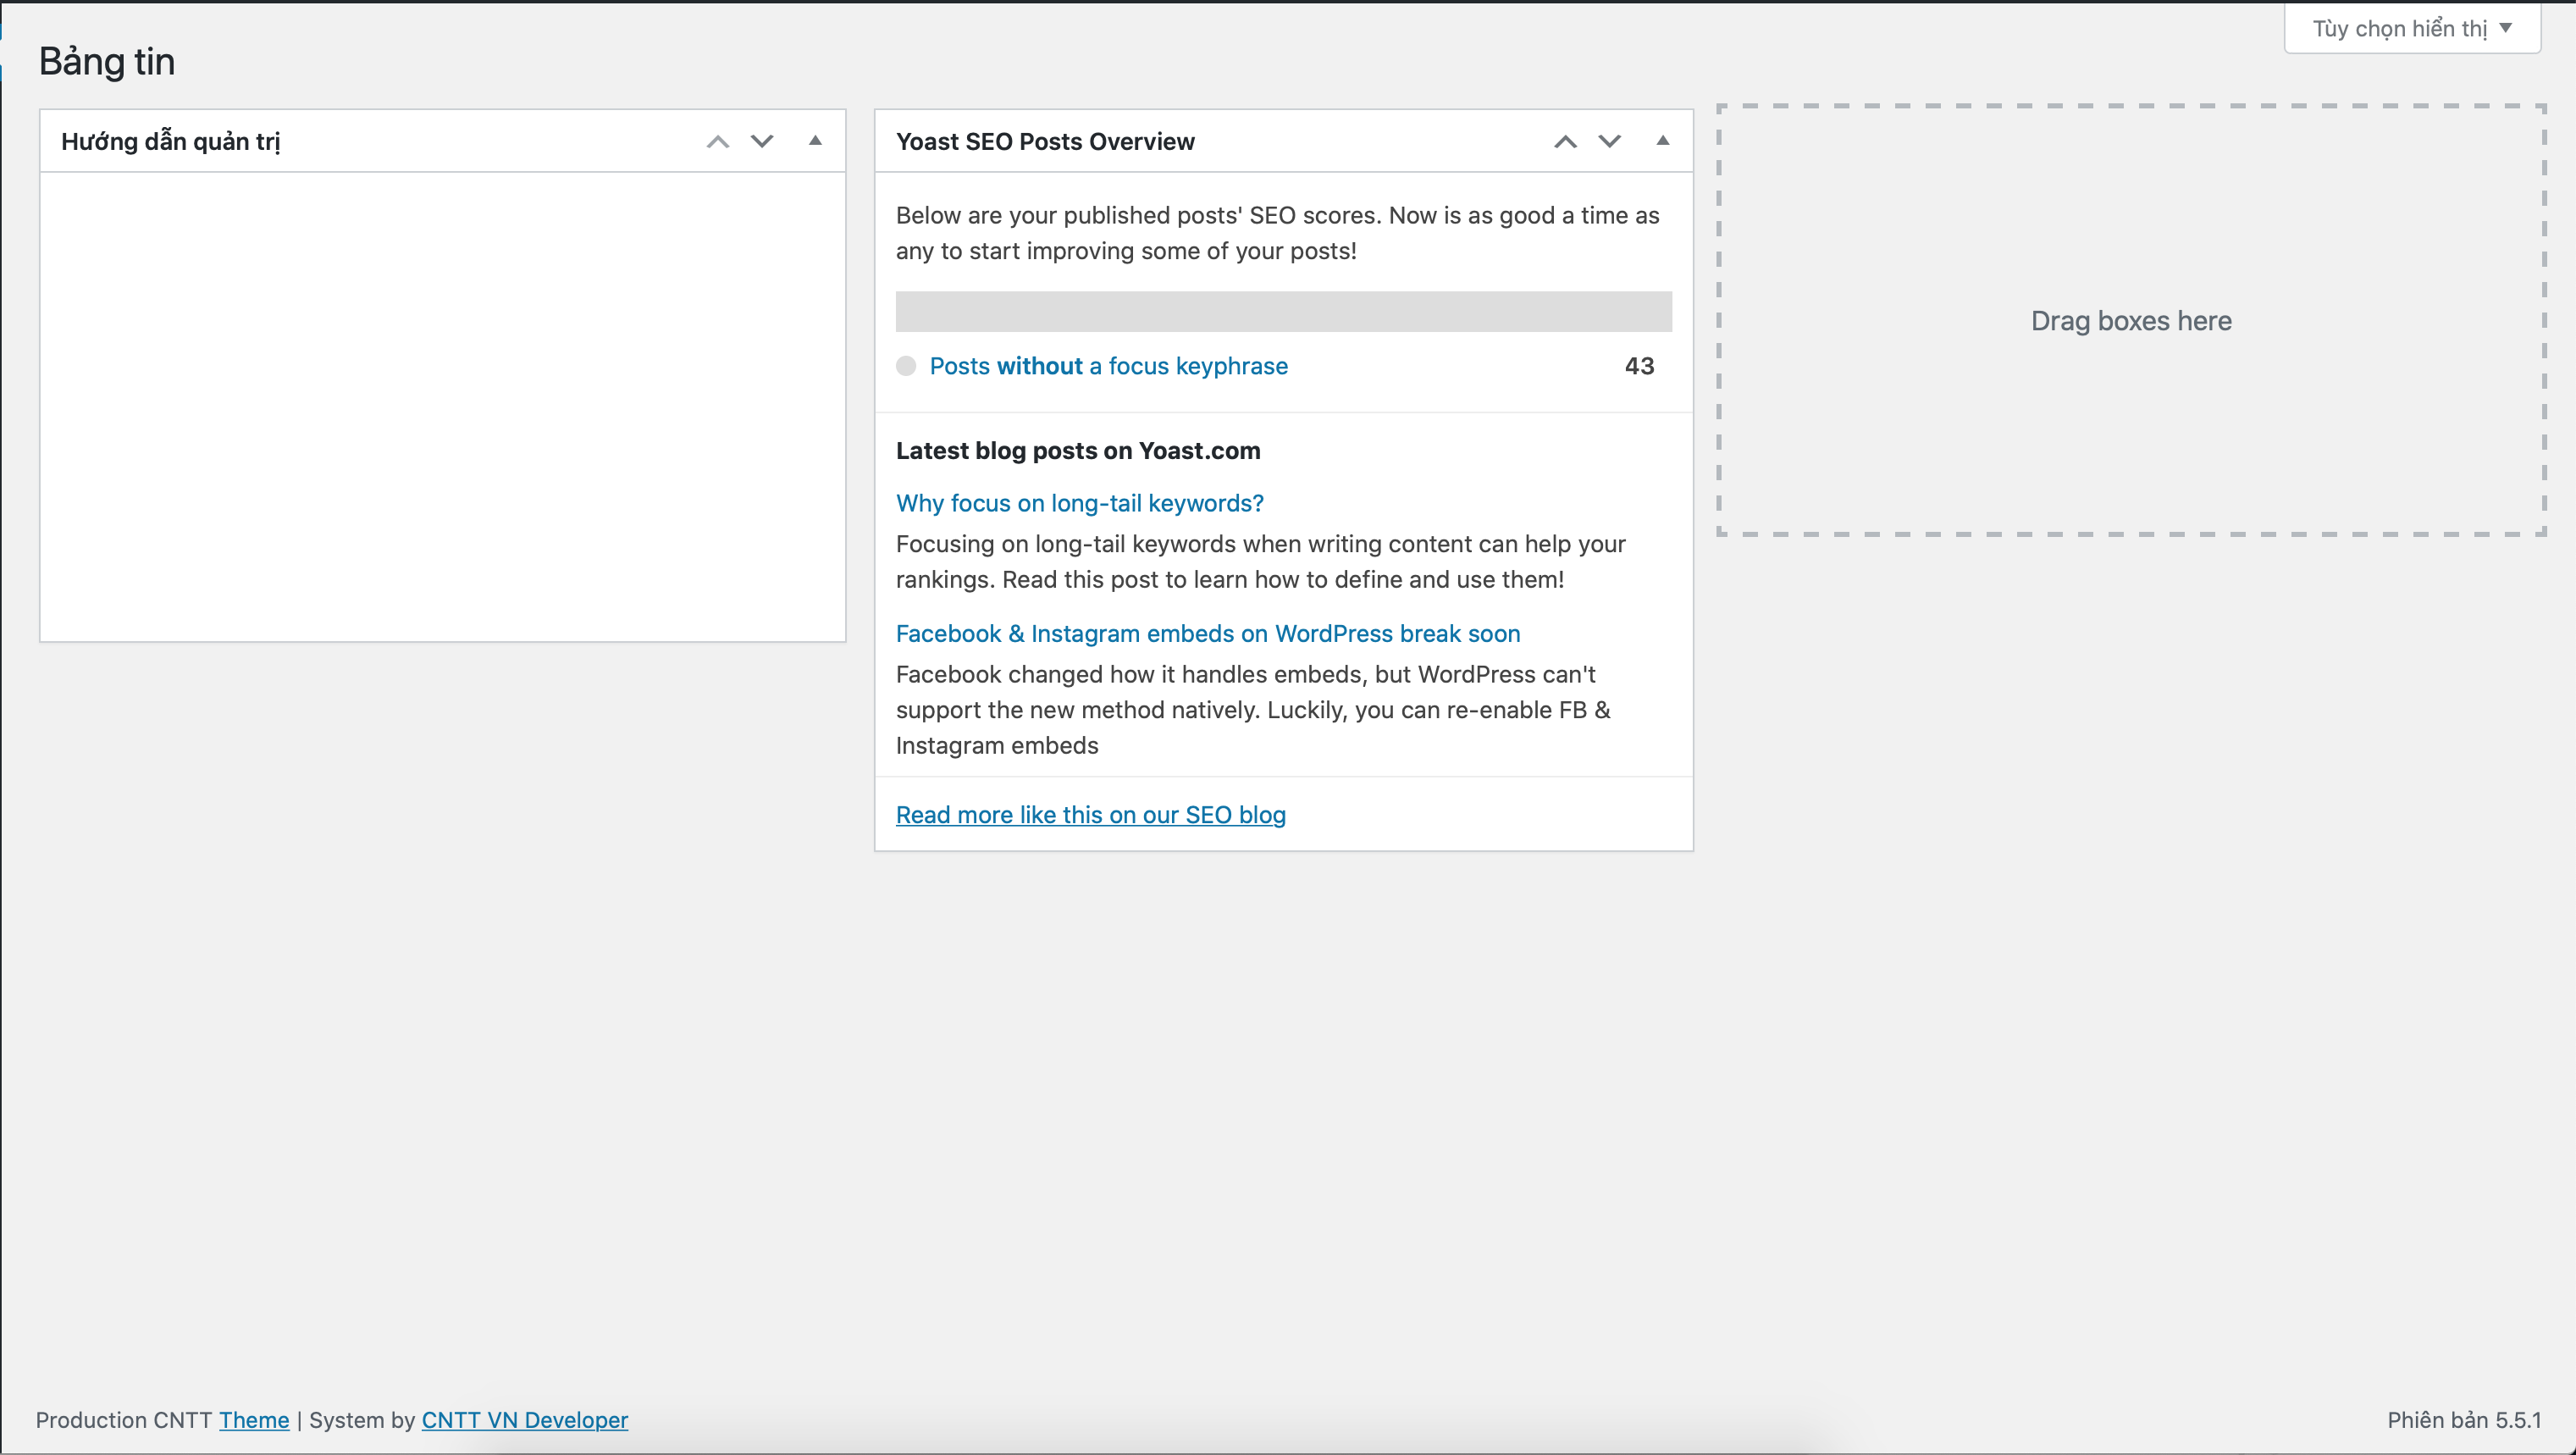 Tùy chọn hiển thị
Bảng tin
Hướng dẫn quản trị
Yoast SEO Posts Overview
Below are your published posts' SEO scores. Now is as good a time as
any to start improving some of your posts!
Posts without a focus keyphrase 43
Latest blog posts on Yoast.com
Why focus on long-tail keywords?
Focusing on long-tail keywords when writing content can help your
rankings. Read this post to learn how to define and use them!
Facebook & Instagram embeds on WordPress break soon
Facebook changed how it handles embeds, but WordPress can't
support the new method natively. Luckily, you can re-enable FB &
Instagram embeds
Read more like this on our SEO blog
Drag boxes here
Production CNTT Theme | System by CNTT VN Developer
Phiên bản 5.5.1